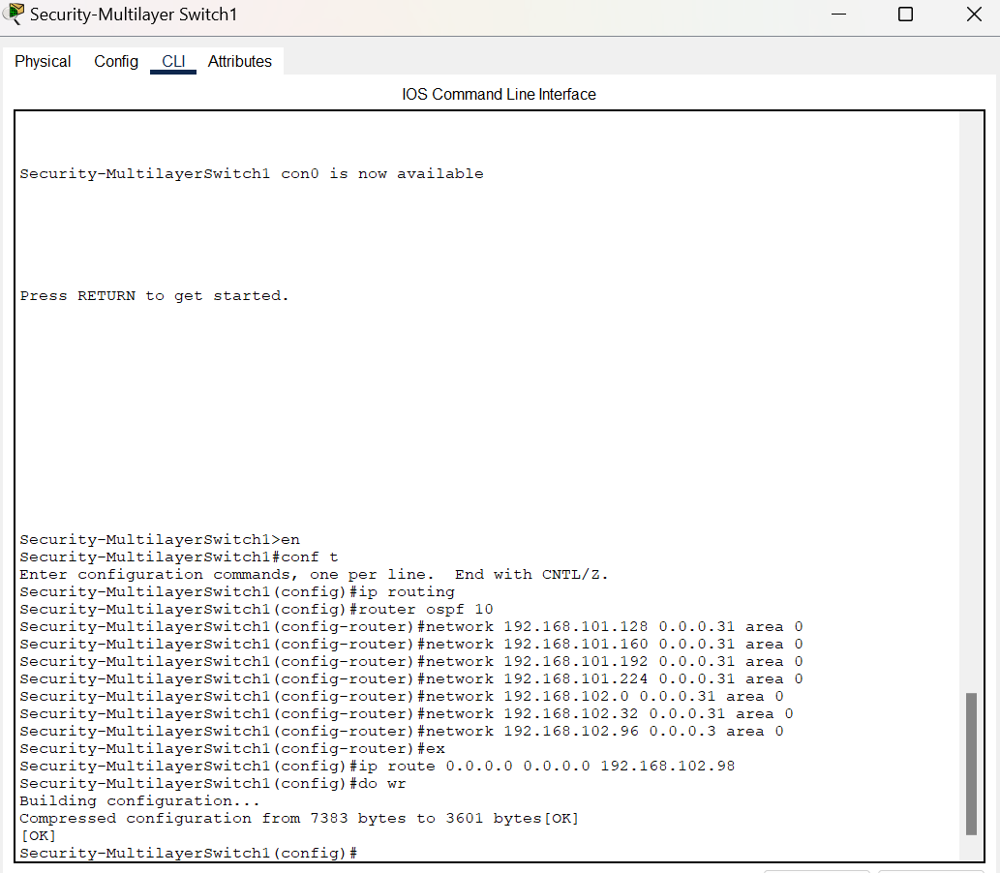 Security-Multilayer Switch1
Physical Config CLI Attributes
IOS Command Line Interface
Security-MultilayerSwitch1 con0 is now available
Press RETURN to get started.
Security-MultilayerSwitch1>en
Security-MultilayerSwitch1#conf t
Enter configuration commands, one per line.  End with CNTL/Z.
Security-MultilayerSwitch1(config)#ip routing
Security-MultilayerSwitch1(config)#router ospf 10
Security-MultilayerSwitch1(config-router)#network 192.168.101.128 0.0.0.31 area 0
Security-MultilayerSwitch1(config-router)#network 192.168.101.160 0.0.0.31 area 0
Security-MultilayerSwitch1(config-router)#network 192.168.101.192 0.0.0.31 area 0
Security-MultilayerSwitch1(config-router)#network 192.168.101.224 0.0.0.31 area 0
Security-MultilayerSwitch1(config-router)#network 192.168.102.0 0.0.0.31 area 0
Security-MultilayerSwitch1(config-router)#network 192.168.102.32 0.0.0.31 area 0
Security-MultilayerSwitch1(config-router)#network 192.168.102.96 0.0.0.3 area 0
Security-MultilayerSwitch1(config-router)#ex
Security-MultilayerSwitch1(config)#ip route 0.0.0.0 0.0.0.0 192.168.102.98
Security-MultilayerSwitch1(config)#do wr
Building configuration...
Compressed configuration from 7383 bytes to 3601 bytes[OK]
[OK]
Security-MultilayerSwitch1(config)#